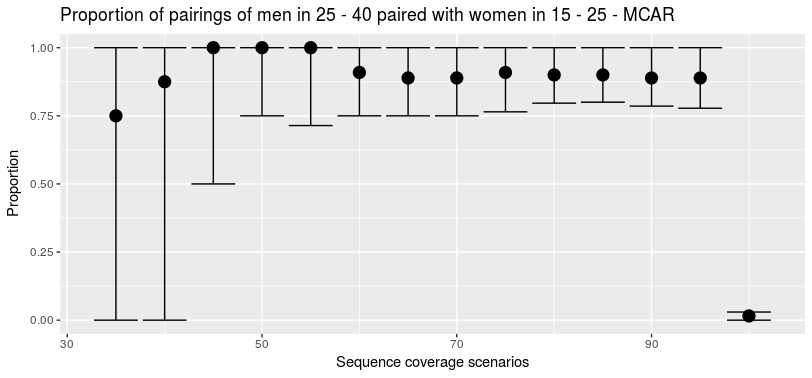 Proportion of pairings of men in 25 - 40 paired with women in 15 - 25 - MCAR
1.00
0.75
0.50
0.25
0.00
Proportion
30 50 70 90
Sequence coverage scenarios